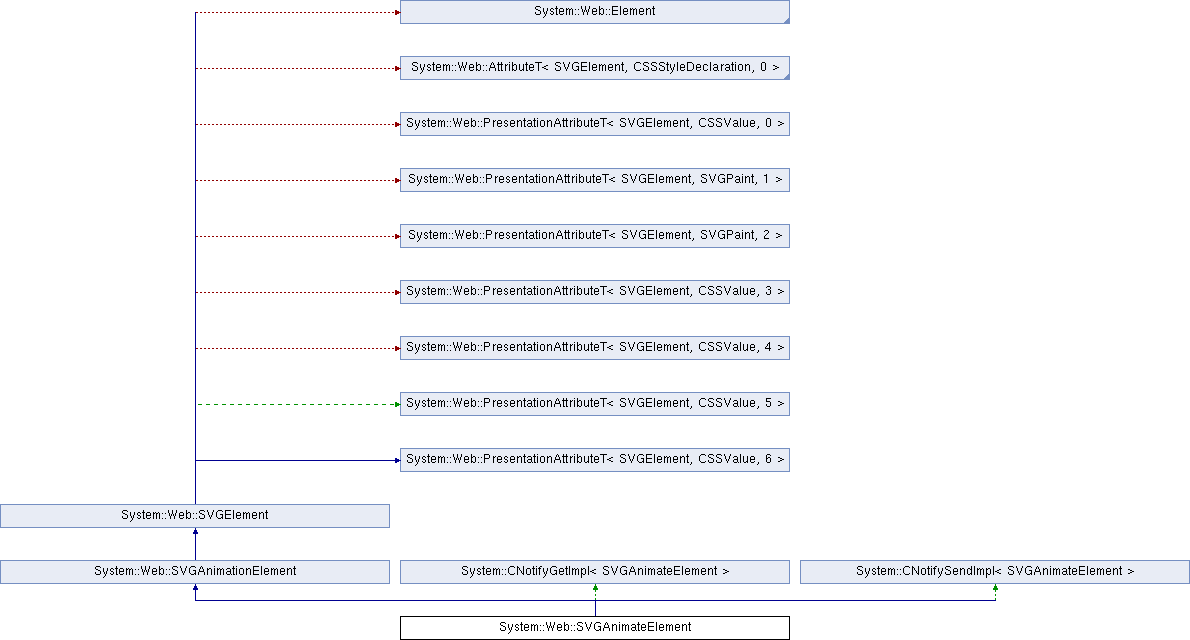 System::Web::Element
System::Web::AttributeT< SVGElement, CSSStyleDeclaration, 0 >
System::Web::PresentationAttributeT< SVGElement, CSSValue, 0 >
System::Web::PresentationAttributeT< SVGElement, SVGPaint, 1 >
System::Web::PresentationAttributeT< SVGElement, SVGPaint, 2 >
System::Web::PresentationAttributeT< SVGElement, CSSValue, 3 >
System::Web::PresentationAttributeT< SVGElement, CSSValue, 4 >
System::Web::PresentationAttributeT< SVGElement, CSSValue, 5 >
System::Web::PresentationAttributeT< SVGElement, CSSValue, 6 >
System::Web::SVGElement
System::Web::SVGAnimationElement
System::CNotifyGetImpl< SVGAnimateElement >
System::CNotifySendImpl< SVGAnimateElement >
System::Web::SVGAnimateElement